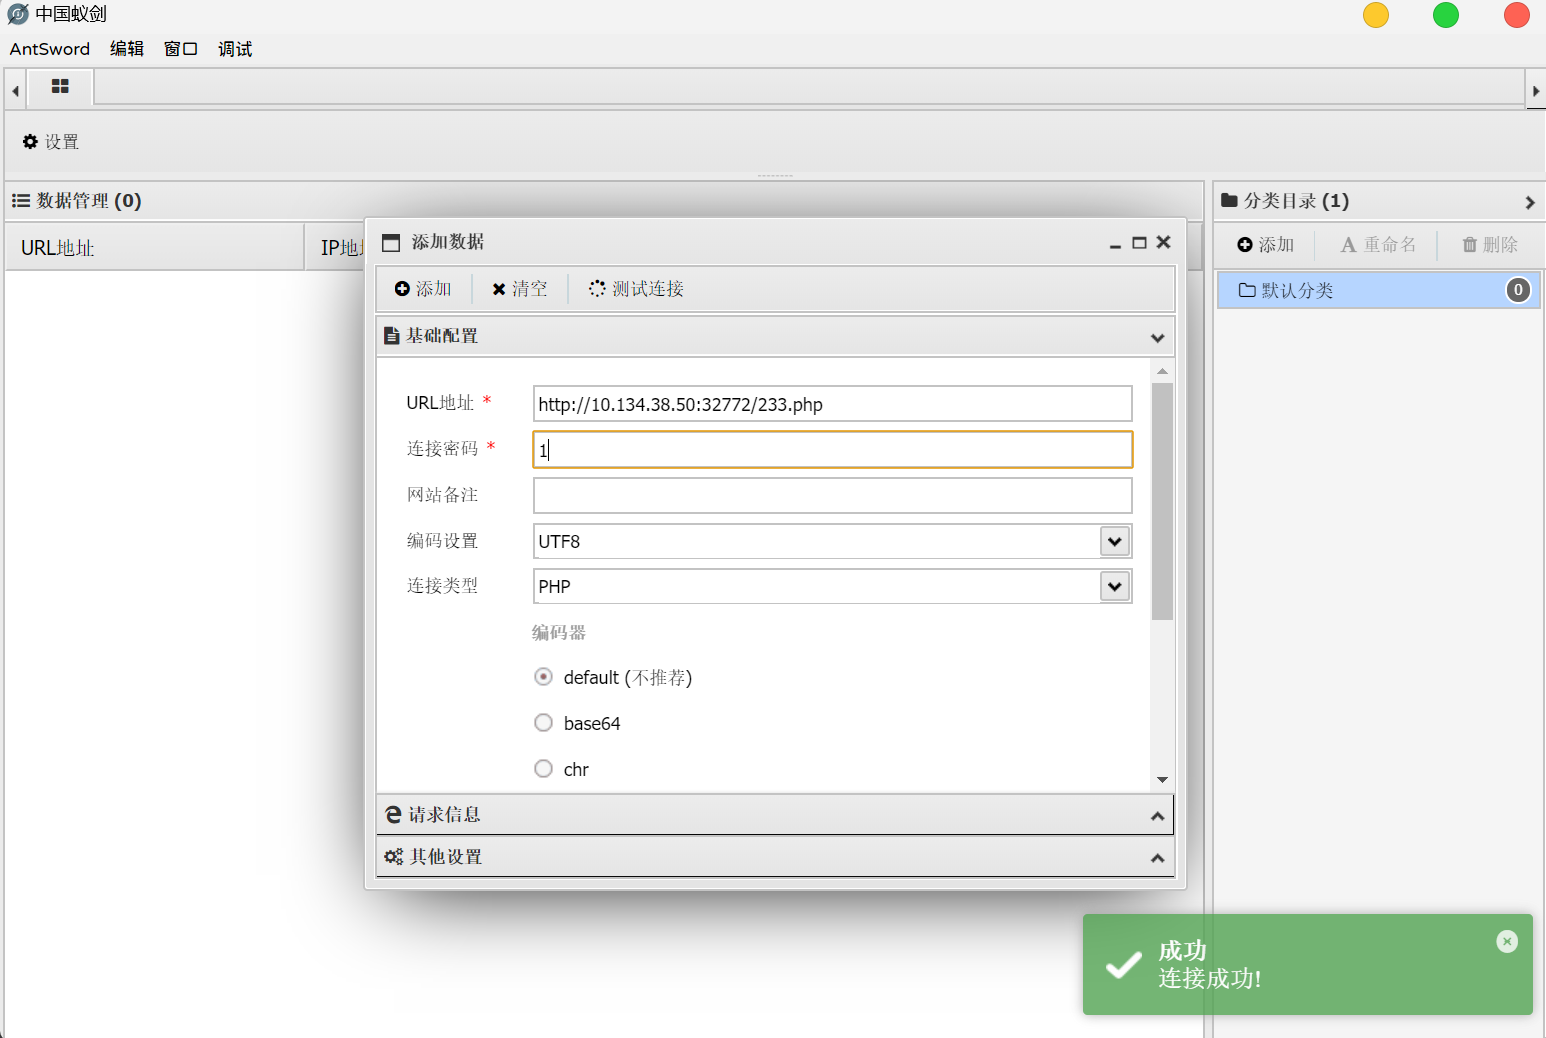 中国蚁剑
AntSword 编辑 窗口 调试
设置
数据管理 (0)
分类目录 (1)
URL地址 IP地
添加 重命名 删除
默认分类 0
添加数据
添加 清空 测试连接
基础配置
URL地址 * http://10.134.38.50:32772/233.php
连接密码 * 1
网站备注
编码设置 UTF8
连接类型 PHP
编码器
default (不推荐)
base64
chr
请求信息
其他设置
成功
连接成功!